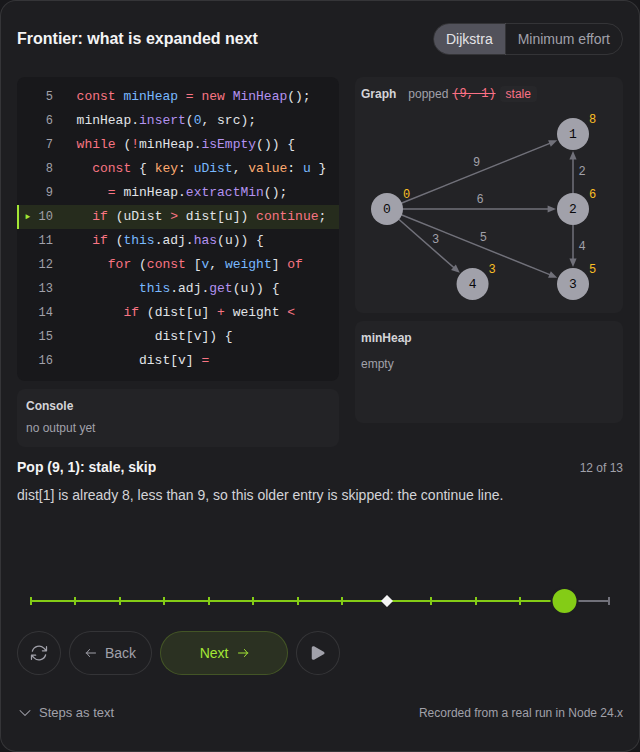 Frontier: what is expanded next
Dijkstra
Minimum effort
5 const minHeap = new MinHeap();
6 minHeap.insert(0, src);
7 while (!minHeap.isEmpty()) {
8 const { key: uDist, value: u }
9 = minHeap.extractMin();
10 if (uDist > dist[u]) continue;
11 if (this.adj.has(u)) {
12 for (const [v, weight] of
13 this.adj.get(u)) {
14 if (dist[u] + weight <
15 dist[v]) {
16 dist[v] =
Console
no output yet
Graph popped (9, 1) stale
1 8
9
2
0 0
6
2 6
3
5
4
4 3
3 5
minHeap
empty
Pop (9, 1): stale, skip
12 of 13
dist[1] is already 8, less than 9, so this older entry is skipped: the continue line.
← Back
Next →
Steps as text
Recorded from a real run in Node 24.x